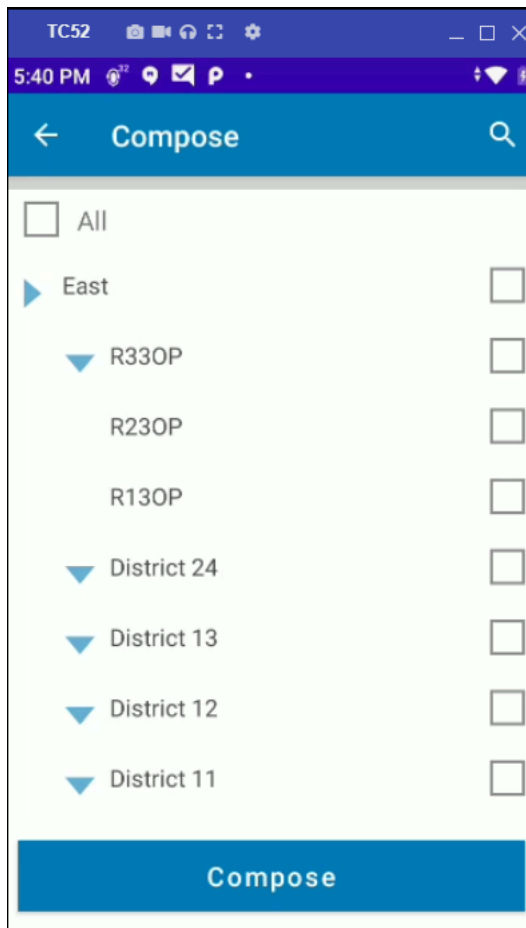 TC52
5:40 PM 32
Compose
All
East
R33OP
R23OP
R13OP
District 24
District 13
District 12
District 11
Compose